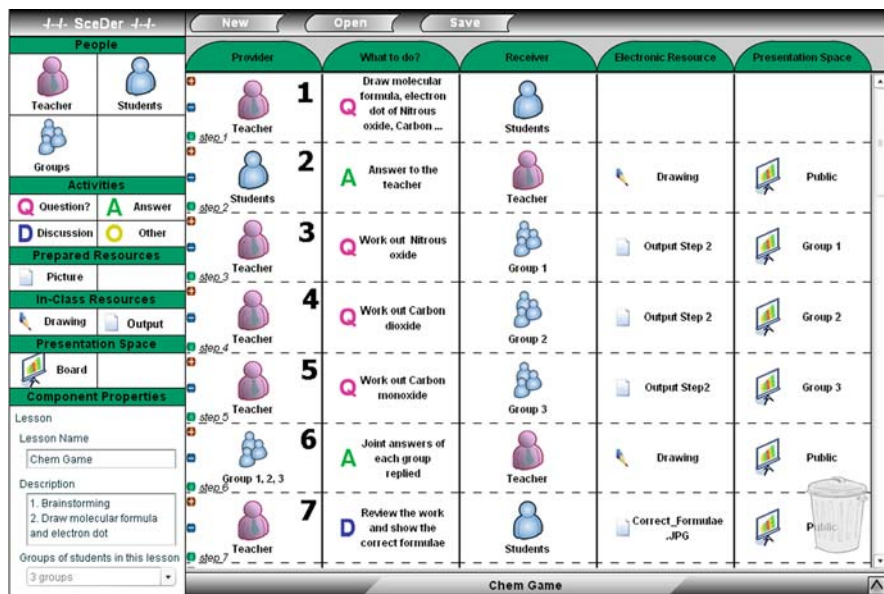 -/-/- SceDer -/-/-
New Open Save
People
Teacher Students
Groups
Activities
Q Question? A Answer
D Discussion O Other
Prepared Resources
Picture
In-Class Resources
Drawing Output
Presentation Space
Board
Component Properties
Lesson
Lesson Name
Chem Game
Description
1. Brainstorming
2. Draw molecular formula
and electron dot
Groups of students in this lesson
3 groups
Provider What to do? Receiver Electronic Resource Presentation Space
1
Teacher
step 1
Q
Draw molecular
formula, electron
dot of Nitrous
oxide, Carbon ...
Students
2
Students
step 2
A
Answer to the
teacher
Teacher
Drawing
Public
3
Teacher
step 3
Q
Work out Nitrous
oxide
Group 1
Output Step 2
Group 1
4
Teacher
step 4
Q
Work out Carbon
dioxide
Group 2
Output Step 2
Group 2
5
Teacher
step 5
Q
Work out Carbon
monoxide
Group 3
Output Step2
Group 3
6
Group 1, 2, 3
step 6
A
Joint answers of
each group
replied
Teacher
Drawing
Public
7
Teacher
step 7
D
Review the work
and show the
correct formulae
Students
Correct_Formulae
.JPG
Public
Chem Game